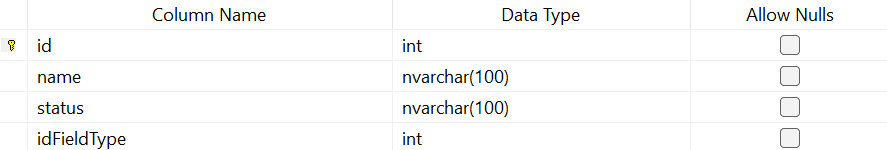 Column Name Data Type Allow Nulls
id int
name nvarchar(100)
status nvarchar(100)
idFieldType int